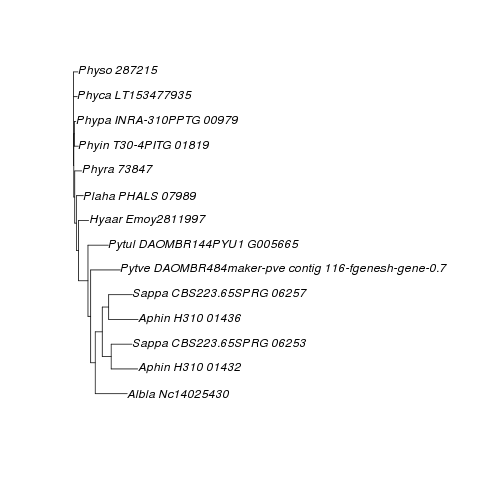 Physo 287215
Phyca LT153477935
Phypa INRA-310PPTG 00979
Phyin T30-4PITG 01819
Phyra 73847
Plaha PHALS 07989
Hyaar Emoy2811997
Pytul DAOMBR144PYU1 G005665
Pytve DAOMBR484maker-pve contig 116-fgenesh-gene-0.7
Sappa CBS223.65SPRG 06257
Aphin H310 01436
Sappa CBS223.65SPRG 06253
Aphin H310 01432
Albla Nc14025430